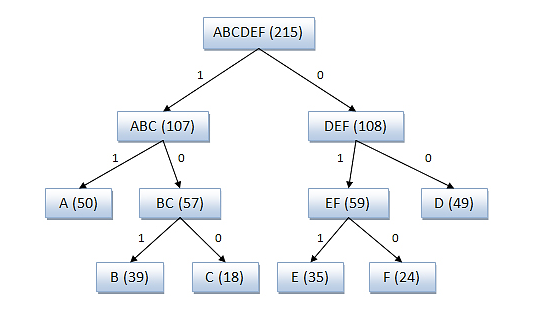 ABCDEF (215)
1 0
ABC (107) DEF (108)
1 0 1 0
A (50) BC (57) EF (59) D (49)
1 0 1 0
B (39) C (18) E (35) F (24)